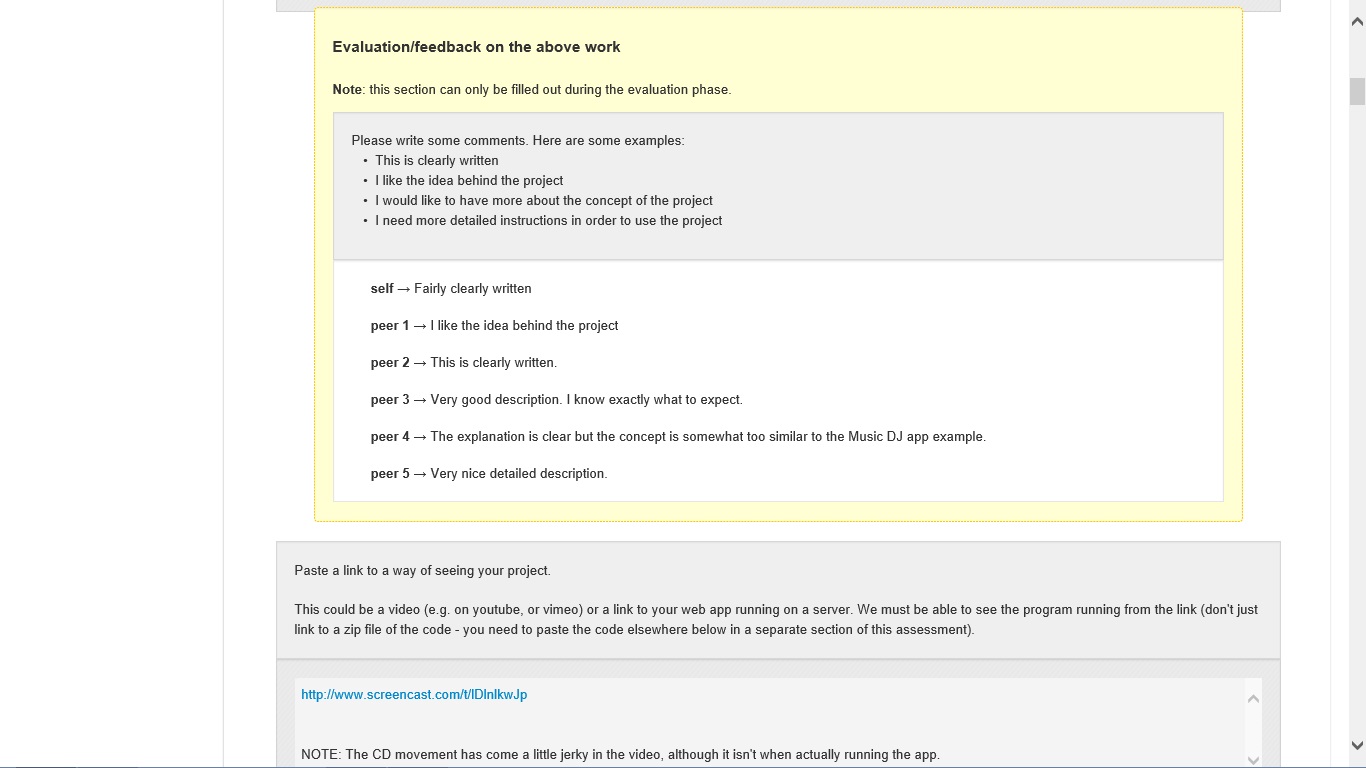 Evaluation/feedback on the above work
Note: this section can only be filled out during the evaluation phase.
Please write some comments. Here are some examples:
• This is clearly written
• I like the idea behind the project
• I would like to have more about the concept of the project
• I need more detailed instructions in order to use the project
self → Fairly clearly written
peer 1 → I like the idea behind the project
peer 2 → This is clearly written.
peer 3 → Very good description. I know exactly what to expect.
peer 4 → The explanation is clear but the concept is somewhat too similar to the Music DJ app example.
peer 5 → Very nice detailed description.
Paste a link to a way of seeing your project.
This could be a video (e.g. on youtube, or vimeo) or a link to your web app running on a server. We must be able to see the program running from the link (don't just
link to a zip file of the code - you need to paste the code elsewhere below in a separate section of this assessment).
http://www.screencast.com/t/IDlnlkwJp
NOTE: The CD movement has come a little jerky in the video, although it isn't when actually running the app.